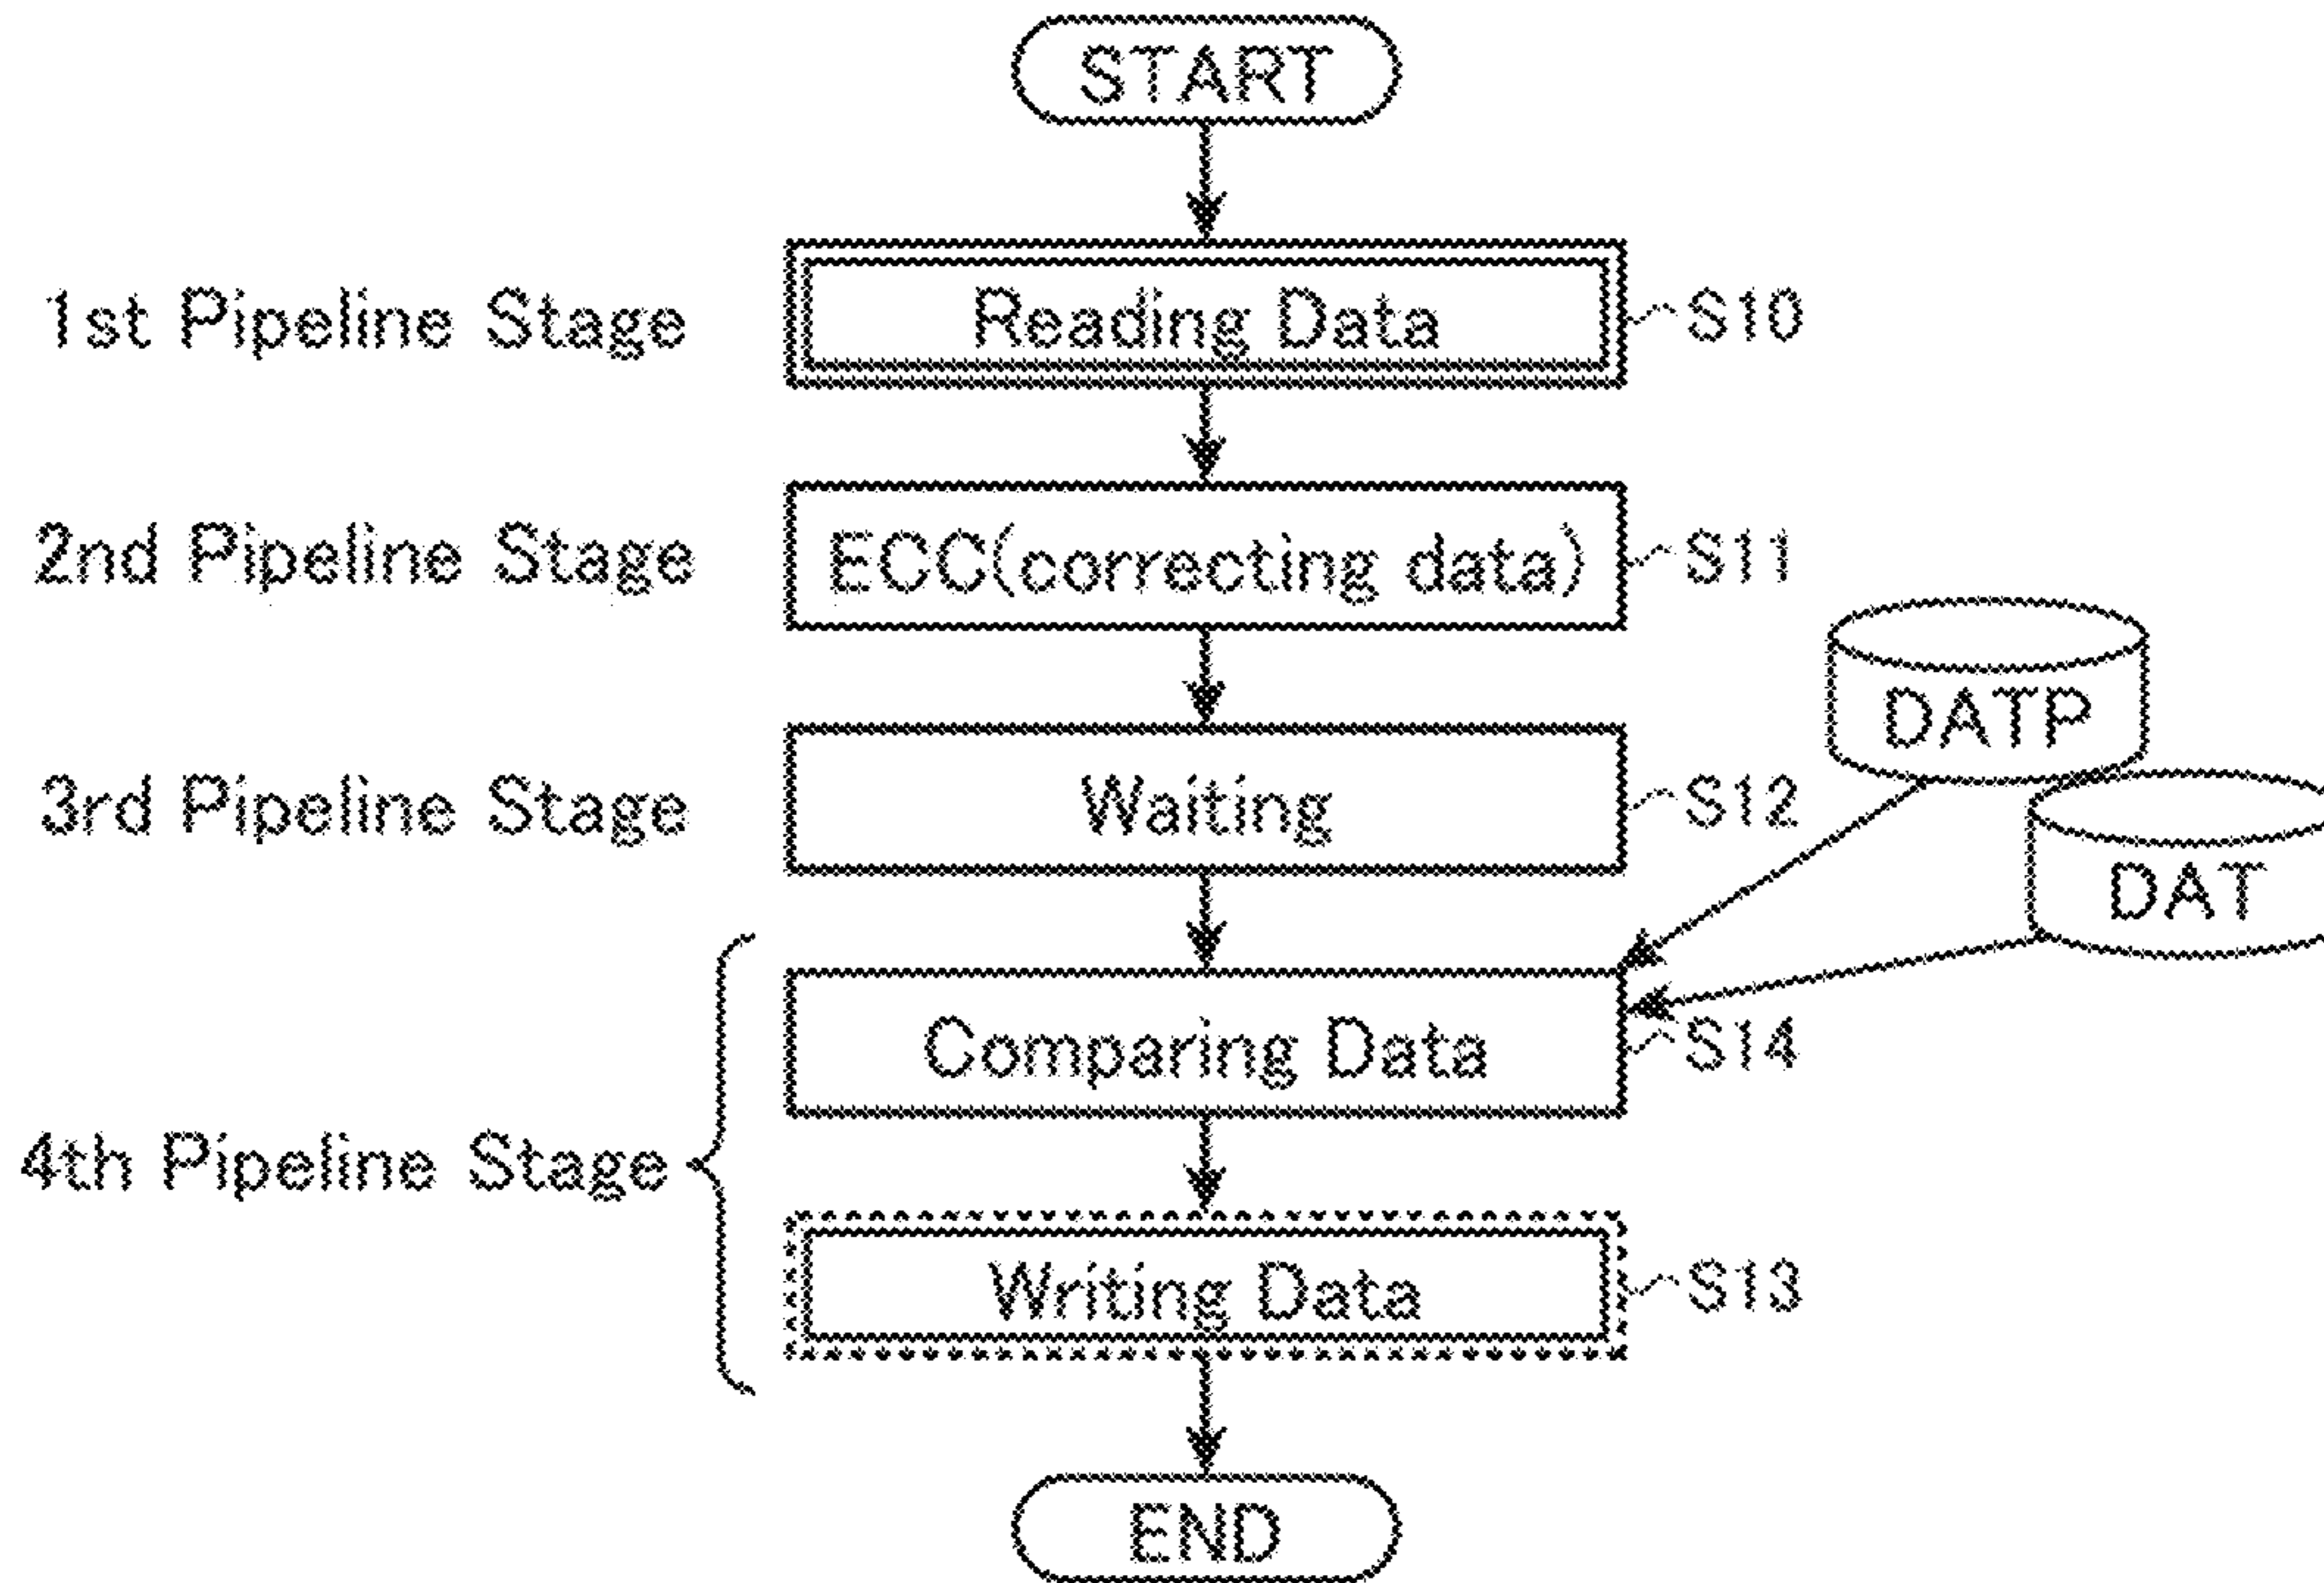 START
1st Pipeline Stage
Reading Data
S10
2nd Pipeline Stage
ECC(correcting data)
S11
DATP
3rd Pipeline Stage
Waiting
S12
DAT
Comparing Data
S14
4th Pipeline Stage
Writing Data
S13
END